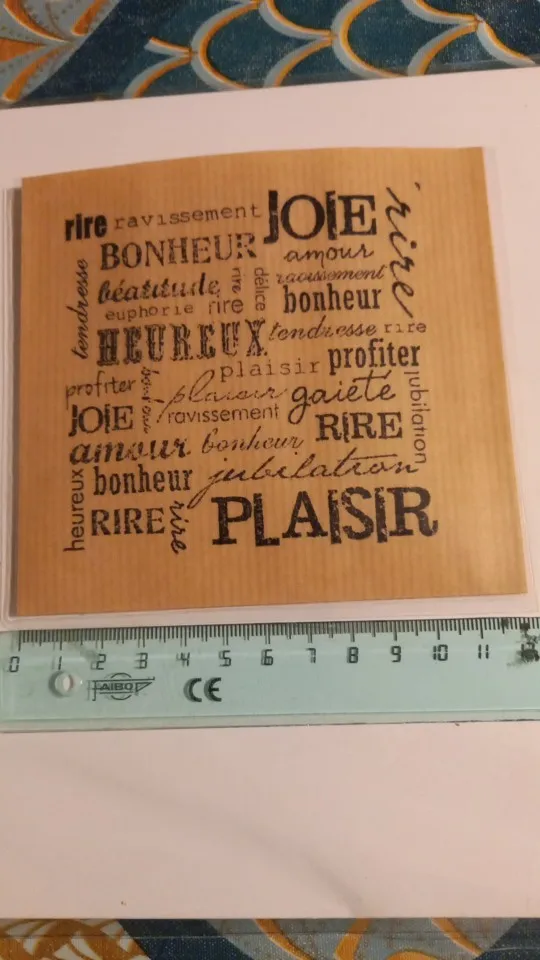 rire ravissement JOIE rire
BONHEUR amour
tendresse béatitude rire délice ravissement
euphorie rire bonheur
HEUREUX tendresse rire
plaisir profiter
profiter plaisir gaieté jubilation
JOIE ravissement RIRE
amour bonheur
heureux bonheur jubilation
RIRE rire PLAISIR
0 1 2 3 4 5 6 7 8 9 10 11
FAIBO CE